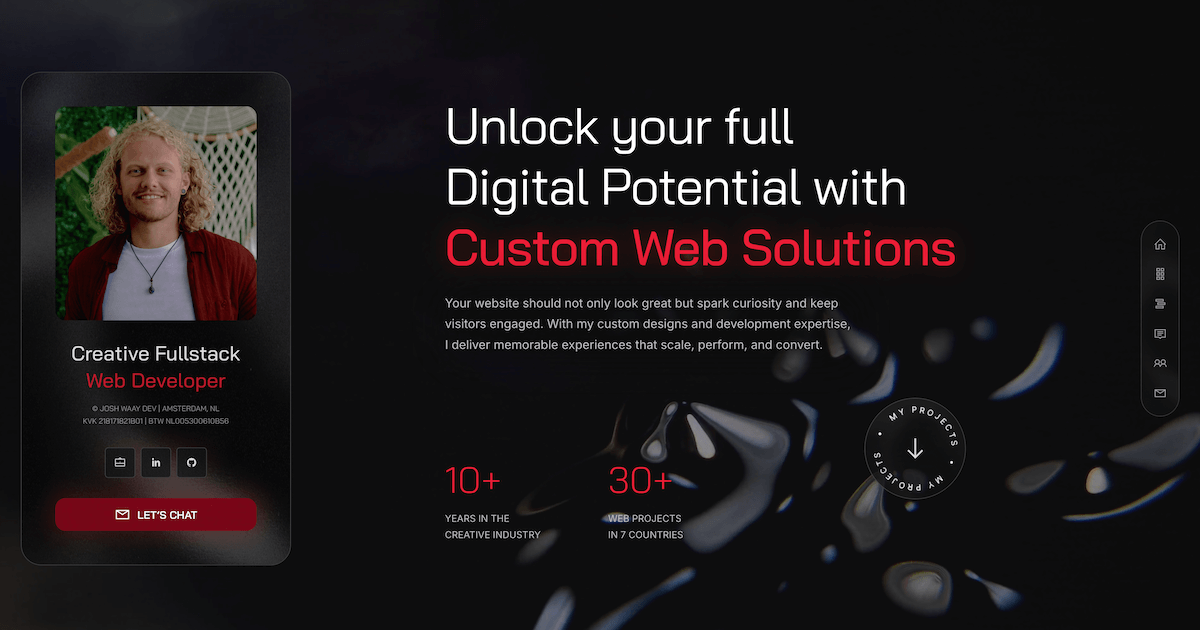 Creative Fullstack
Web Developer
© JOSH WAAY DEV | AMSTERDAM, NL
KVK 218171821B01 | BTW NL005300610B56
in
LET'S CHAT
Unlock your full
Digital Potential with
Custom Web Solutions
Your website should not only look great but spark curiosity and keep
visitors engaged. With my custom designs and development expertise,
I deliver memorable experiences that scale, perform, and convert.
10+
YEARS IN THE
CREATIVE INDUSTRY
30+
WEB PROJECTS
IN 7 COUNTRIES
MY PROJECTS • MY PROJECTS •